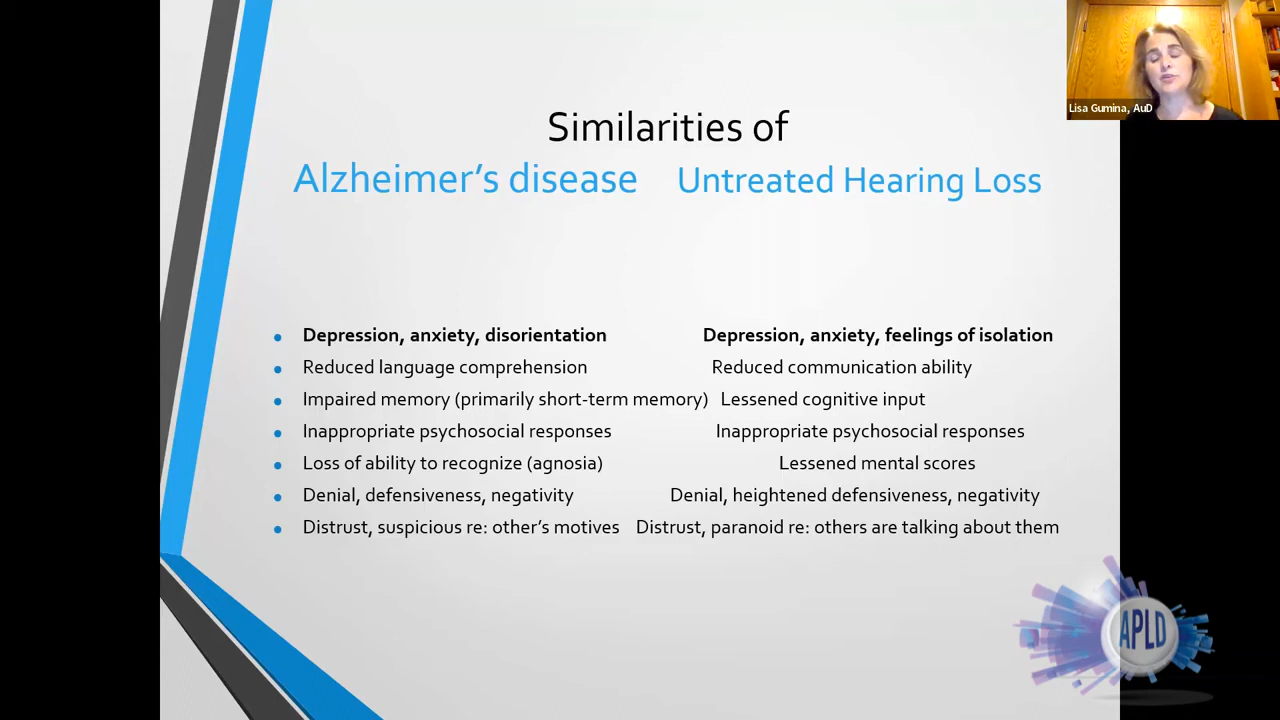 Lisa Gumina, AuD
Similarities of
Alzheimer's disease Untreated Hearing Loss
Depression, anxiety, disorientation Depression, anxiety, feelings of isolation
Reduced language comprehension Reduced communication ability
Impaired memory (primarily short-term memory) Lessened cognitive input
Inappropriate psychosocial responses Inappropriate psychosocial responses
Loss of ability to recognize (agnosia) Lessened mental scores
Denial, defensiveness, negativity Denial, heightened defensiveness, negativity
Distrust, suspicious re: other's motives Distrust, paranoid re: others are talking about them
APLD